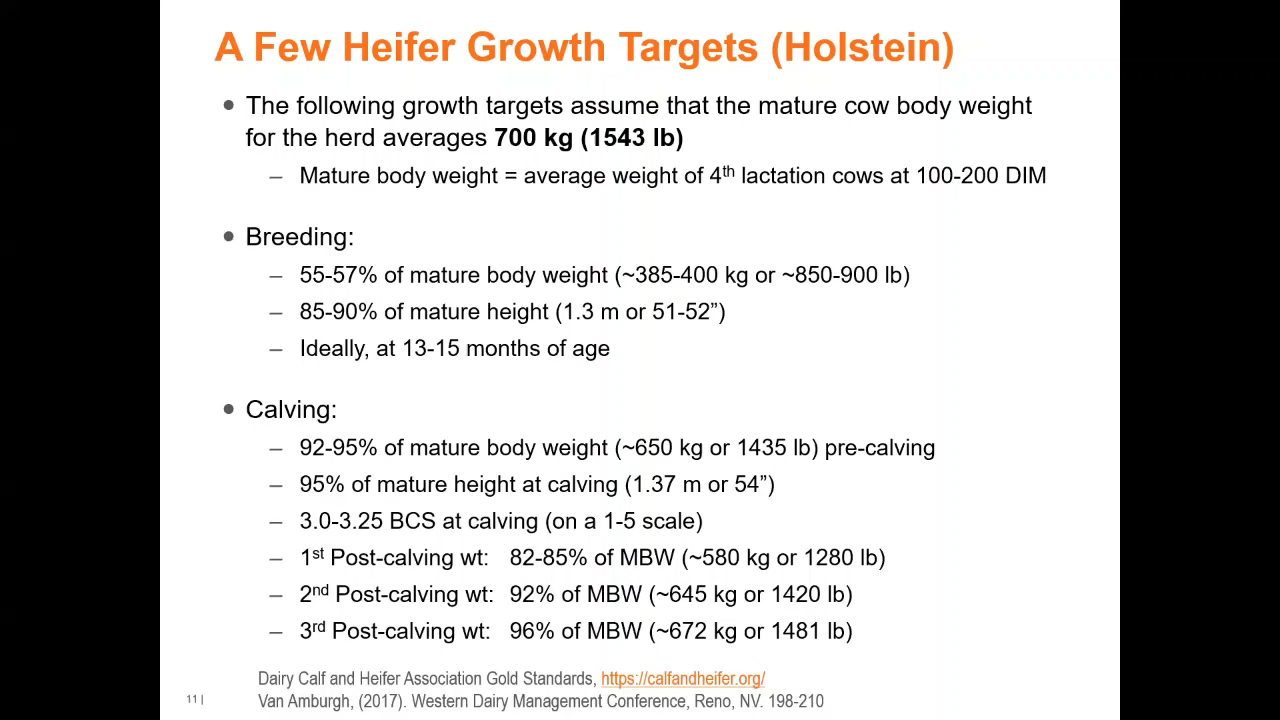 A Few Heifer Growth Targets (Holstein)
• The following growth targets assume that the mature cow body weight
for the herd averages 700 kg (1543 lb)
– Mature body weight = average weight of 4th lactation cows at 100-200 DIM
• Breeding:
– 55-57% of mature body weight (~385-400 kg or ~850-900 lb)
– 85-90% of mature height (1.3 m or 51-52”)
– Ideally, at 13-15 months of age
• Calving:
– 92-95% of mature body weight (~650 kg or 1435 lb) pre-calving
– 95% of mature height at calving (1.37 m or 54”)
– 3.0-3.25 BCS at calving (on a 1-5 scale)
– 1st Post-calving wt: 82-85% of MBW (~580 kg or 1280 lb)
– 2nd Post-calving wt: 92% of MBW (~645 kg or 1420 lb)
– 3rd Post-calving wt: 96% of MBW (~672 kg or 1481 lb)
Dairy Calf and Heifer Association Gold Standards, https://calfandheifer.org/
Van Amburgh, (2017). Western Dairy Management Conference, Reno, NV. 198-210
11 |